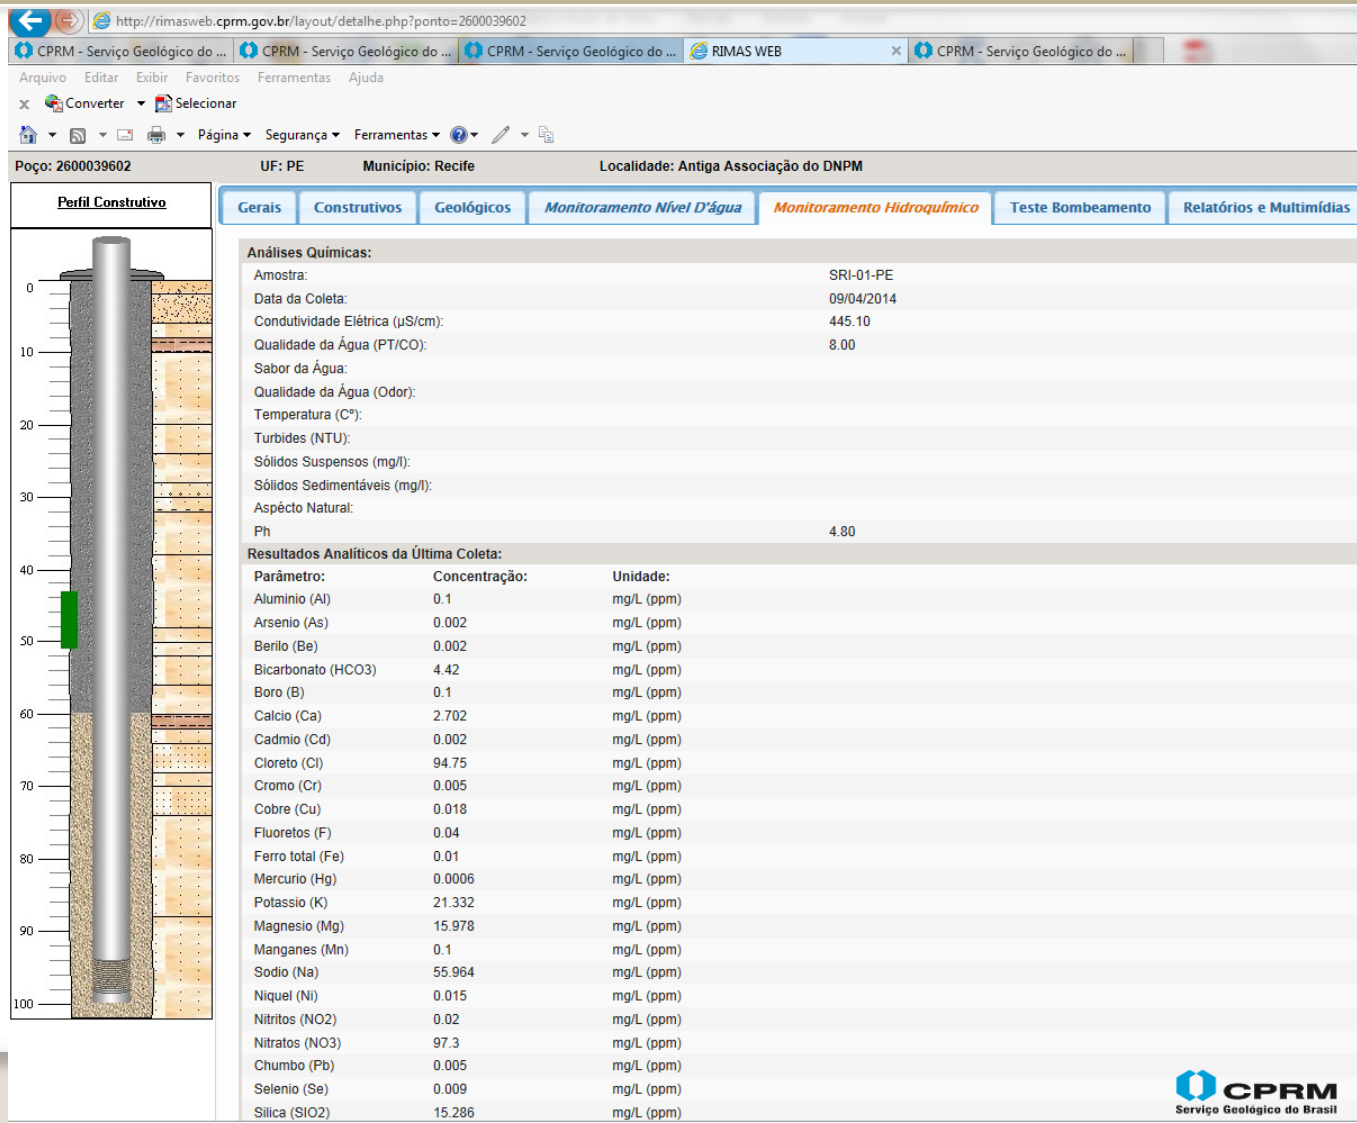 http://rimasweb.cprm.gov.br/layout/detalhe.php?ponto=2600039602
CPRM - Serviço Geológico do ... CPRM - Serviço Geológico do ... CPRM - Serviço Geológico do ... RIMAS WEB × CPRM - Serviço Geológico do ...
Arquivo Editar Exibir Favoritos Ferramentas Ajuda
x Converter Selecionar
Página Segurança Ferramentas
Poço: 2600039602 UF: PE Município: Recife Localidade: Antiga Associação do DNPM
Perfil Construtivo
Gerais Construtivos Geológicos Monitoramento Nível D'água Monitoramento Hidroquímico Teste Bombeamento Relatórios e Multimídias
0
10
20
30
40
50
60
70
80
90
100
Análises Químicas:
Amostra: SRI-01-PE
Data da Coleta: 09/04/2014
Condutividade Elétrica (µS/cm): 445.10
Qualidade da Água (PT/CO): 8.00
Sabor da Água:
Qualidade da Água (Odor):
Temperatura (Cº):
Turbides (NTU):
Sólidos Suspensos (mg/l):
Sólidos Sedimentáveis (mg/l):
Aspécto Natural:
Ph 4.80
Resultados Analíticos da Última Coleta:
Parâmetro: Concentração: Unidade:
Aluminio (Al) 0.1 mg/L (ppm)
Arsenio (As) 0.002 mg/L (ppm)
Berilo (Be) 0.002 mg/L (ppm)
Bicarbonato (HCO3) 4.42 mg/L (ppm)
Boro (B) 0.1 mg/L (ppm)
Calcio (Ca) 2.702 mg/L (ppm)
Cadmio (Cd) 0.002 mg/L (ppm)
Cloreto (Cl) 94.75 mg/L (ppm)
Cromo (Cr) 0.005 mg/L (ppm)
Cobre (Cu) 0.018 mg/L (ppm)
Fluoretos (F) 0.04 mg/L (ppm)
Ferro total (Fe) 0.01 mg/L (ppm)
Mercurio (Hg) 0.0006 mg/L (ppm)
Potassio (K) 21.332 mg/L (ppm)
Magnesio (Mg) 15.978 mg/L (ppm)
Manganes (Mn) 0.1 mg/L (ppm)
Sodio (Na) 55.964 mg/L (ppm)
Niquel (Ni) 0.015 mg/L (ppm)
Nitritos (NO2) 0.02 mg/L (ppm)
Nitratos (NO3) 97.3 mg/L (ppm)
Chumbo (Pb) 0.005 mg/L (ppm)
Selenio (Se) 0.009 mg/L (ppm)
Silica (SIO2) 15.286 mg/L (ppm)
CPRM
Serviço Geológico do Brasil